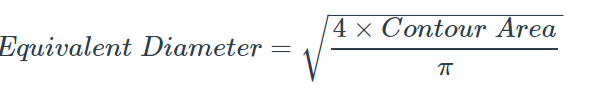 Equivalent Diameter = √(4 × Contour Area / π)